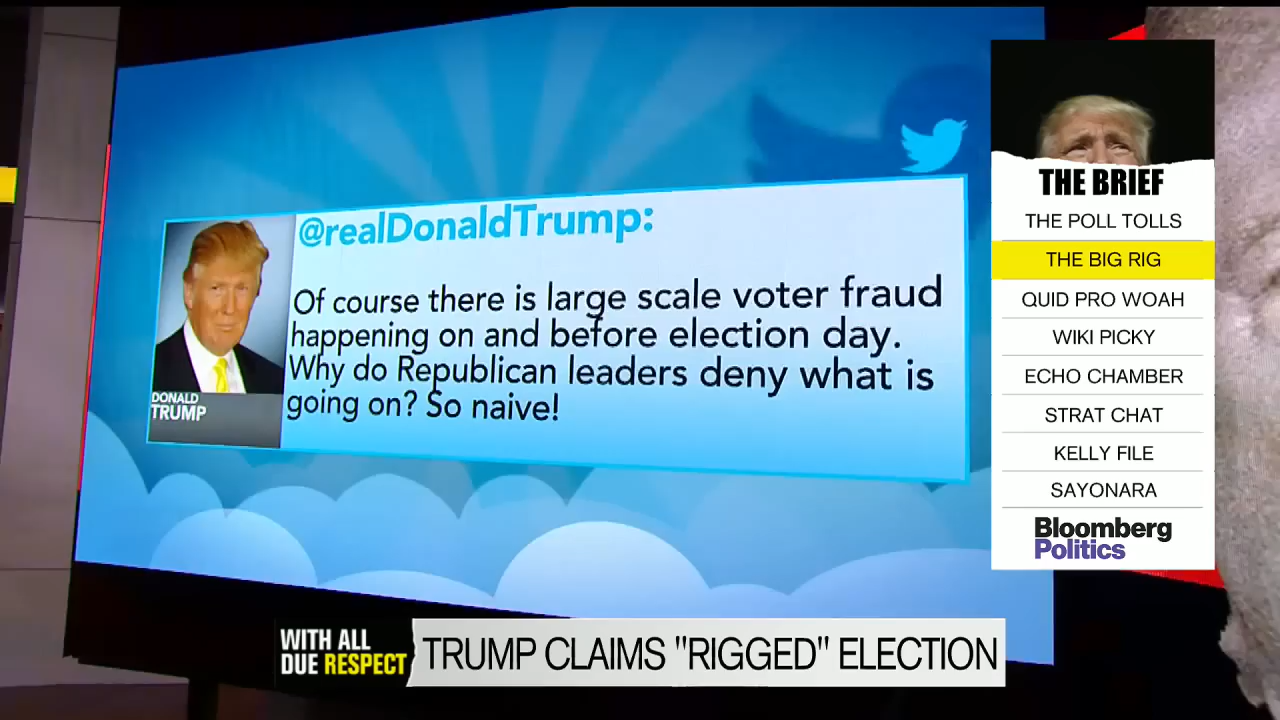 @realDonaldTrump:
Of course there is large scale voter fraud
happening on and before election day.
Why do Republican leaders deny what is
going on? So naive!
DONALD
TRUMP
THE BRIEF
THE POLL TOLLS
THE BIG RIG
QUID PRO WOAH
WIKI PICKY
ECHO CHAMBER
STRAT CHAT
KELLY FILE
SAYONARA
Bloomberg
Politics
WITH ALL
DUE RESPECT
TRUMP CLAIMS "RIGGED" ELECTION